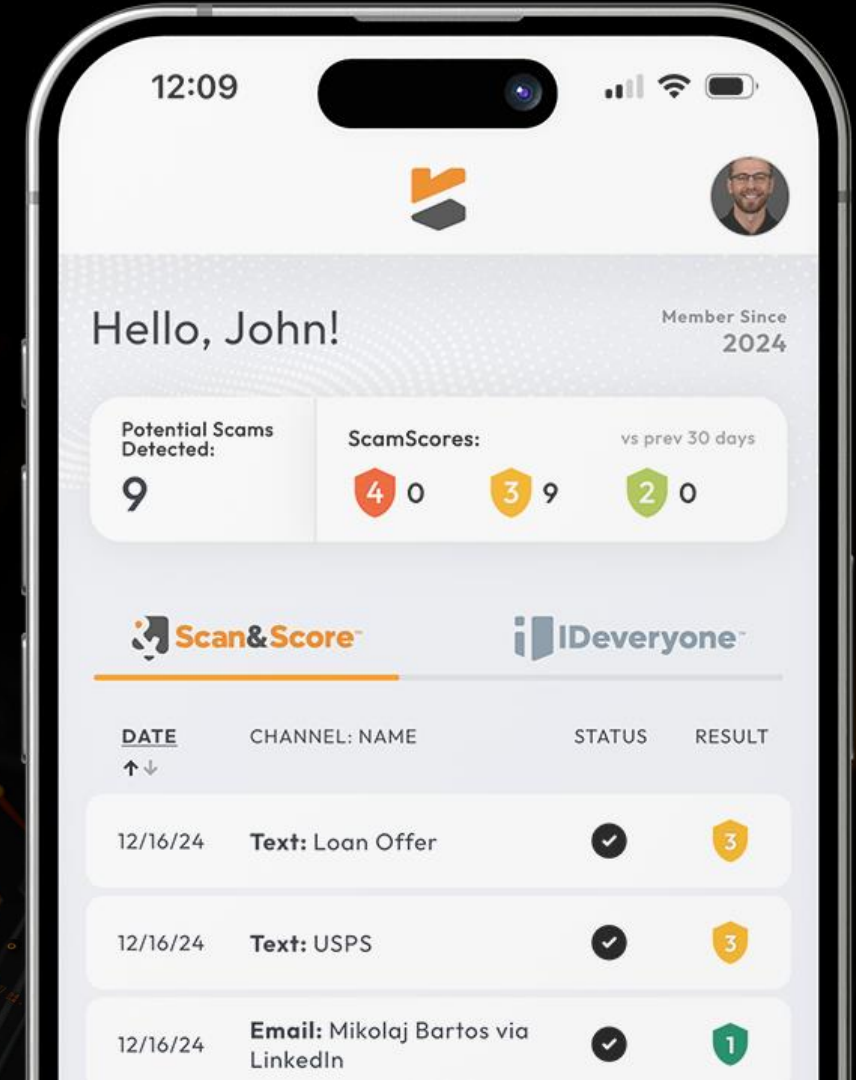 12:09
Hello, John!
Member Since
2024
Potential Scams
Detected:
9
ScamScores:
vs prev 30 days
4 0
3 9
2 0
Scan&Score™
IDeveryone™
DATE
CHANNEL: NAME
STATUS
RESULT
↑↓
12/16/24 Text: Loan Offer 3
12/16/24 Text: USPS 3
12/16/24 Email: Mikolaj Bartos via
LinkedIn 1